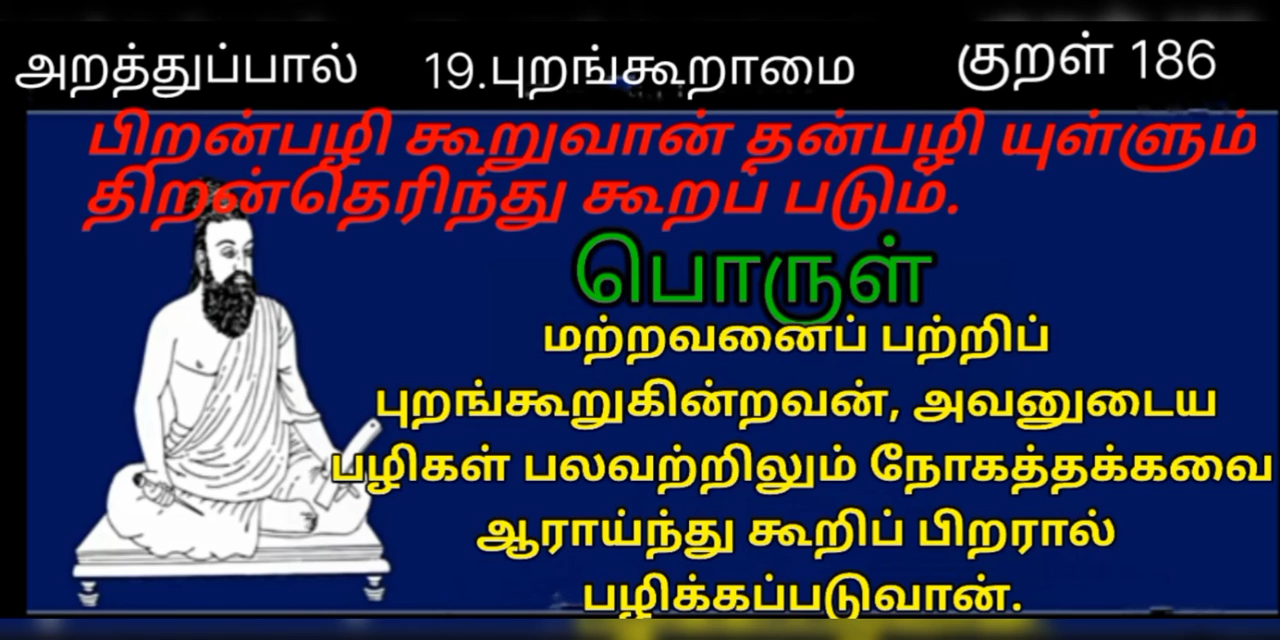 அறத்துப்பால் 19.புறங்கூறாமை குறள் 186
பிறன்பழி கூறுவான் தன்பழி யுள்ளும்
திறன்தெரிந்து கூறப் படும்.
பொருள்
மற்றவனைப் பற்றிப்
புறங்கூறுகின்றவன், அவனுடைய
பழிகள் பலவற்றிலும் நோகத்தக்கவை
ஆராய்ந்து கூறிப் பிறரால்
பழிக்கப்படுவான்.